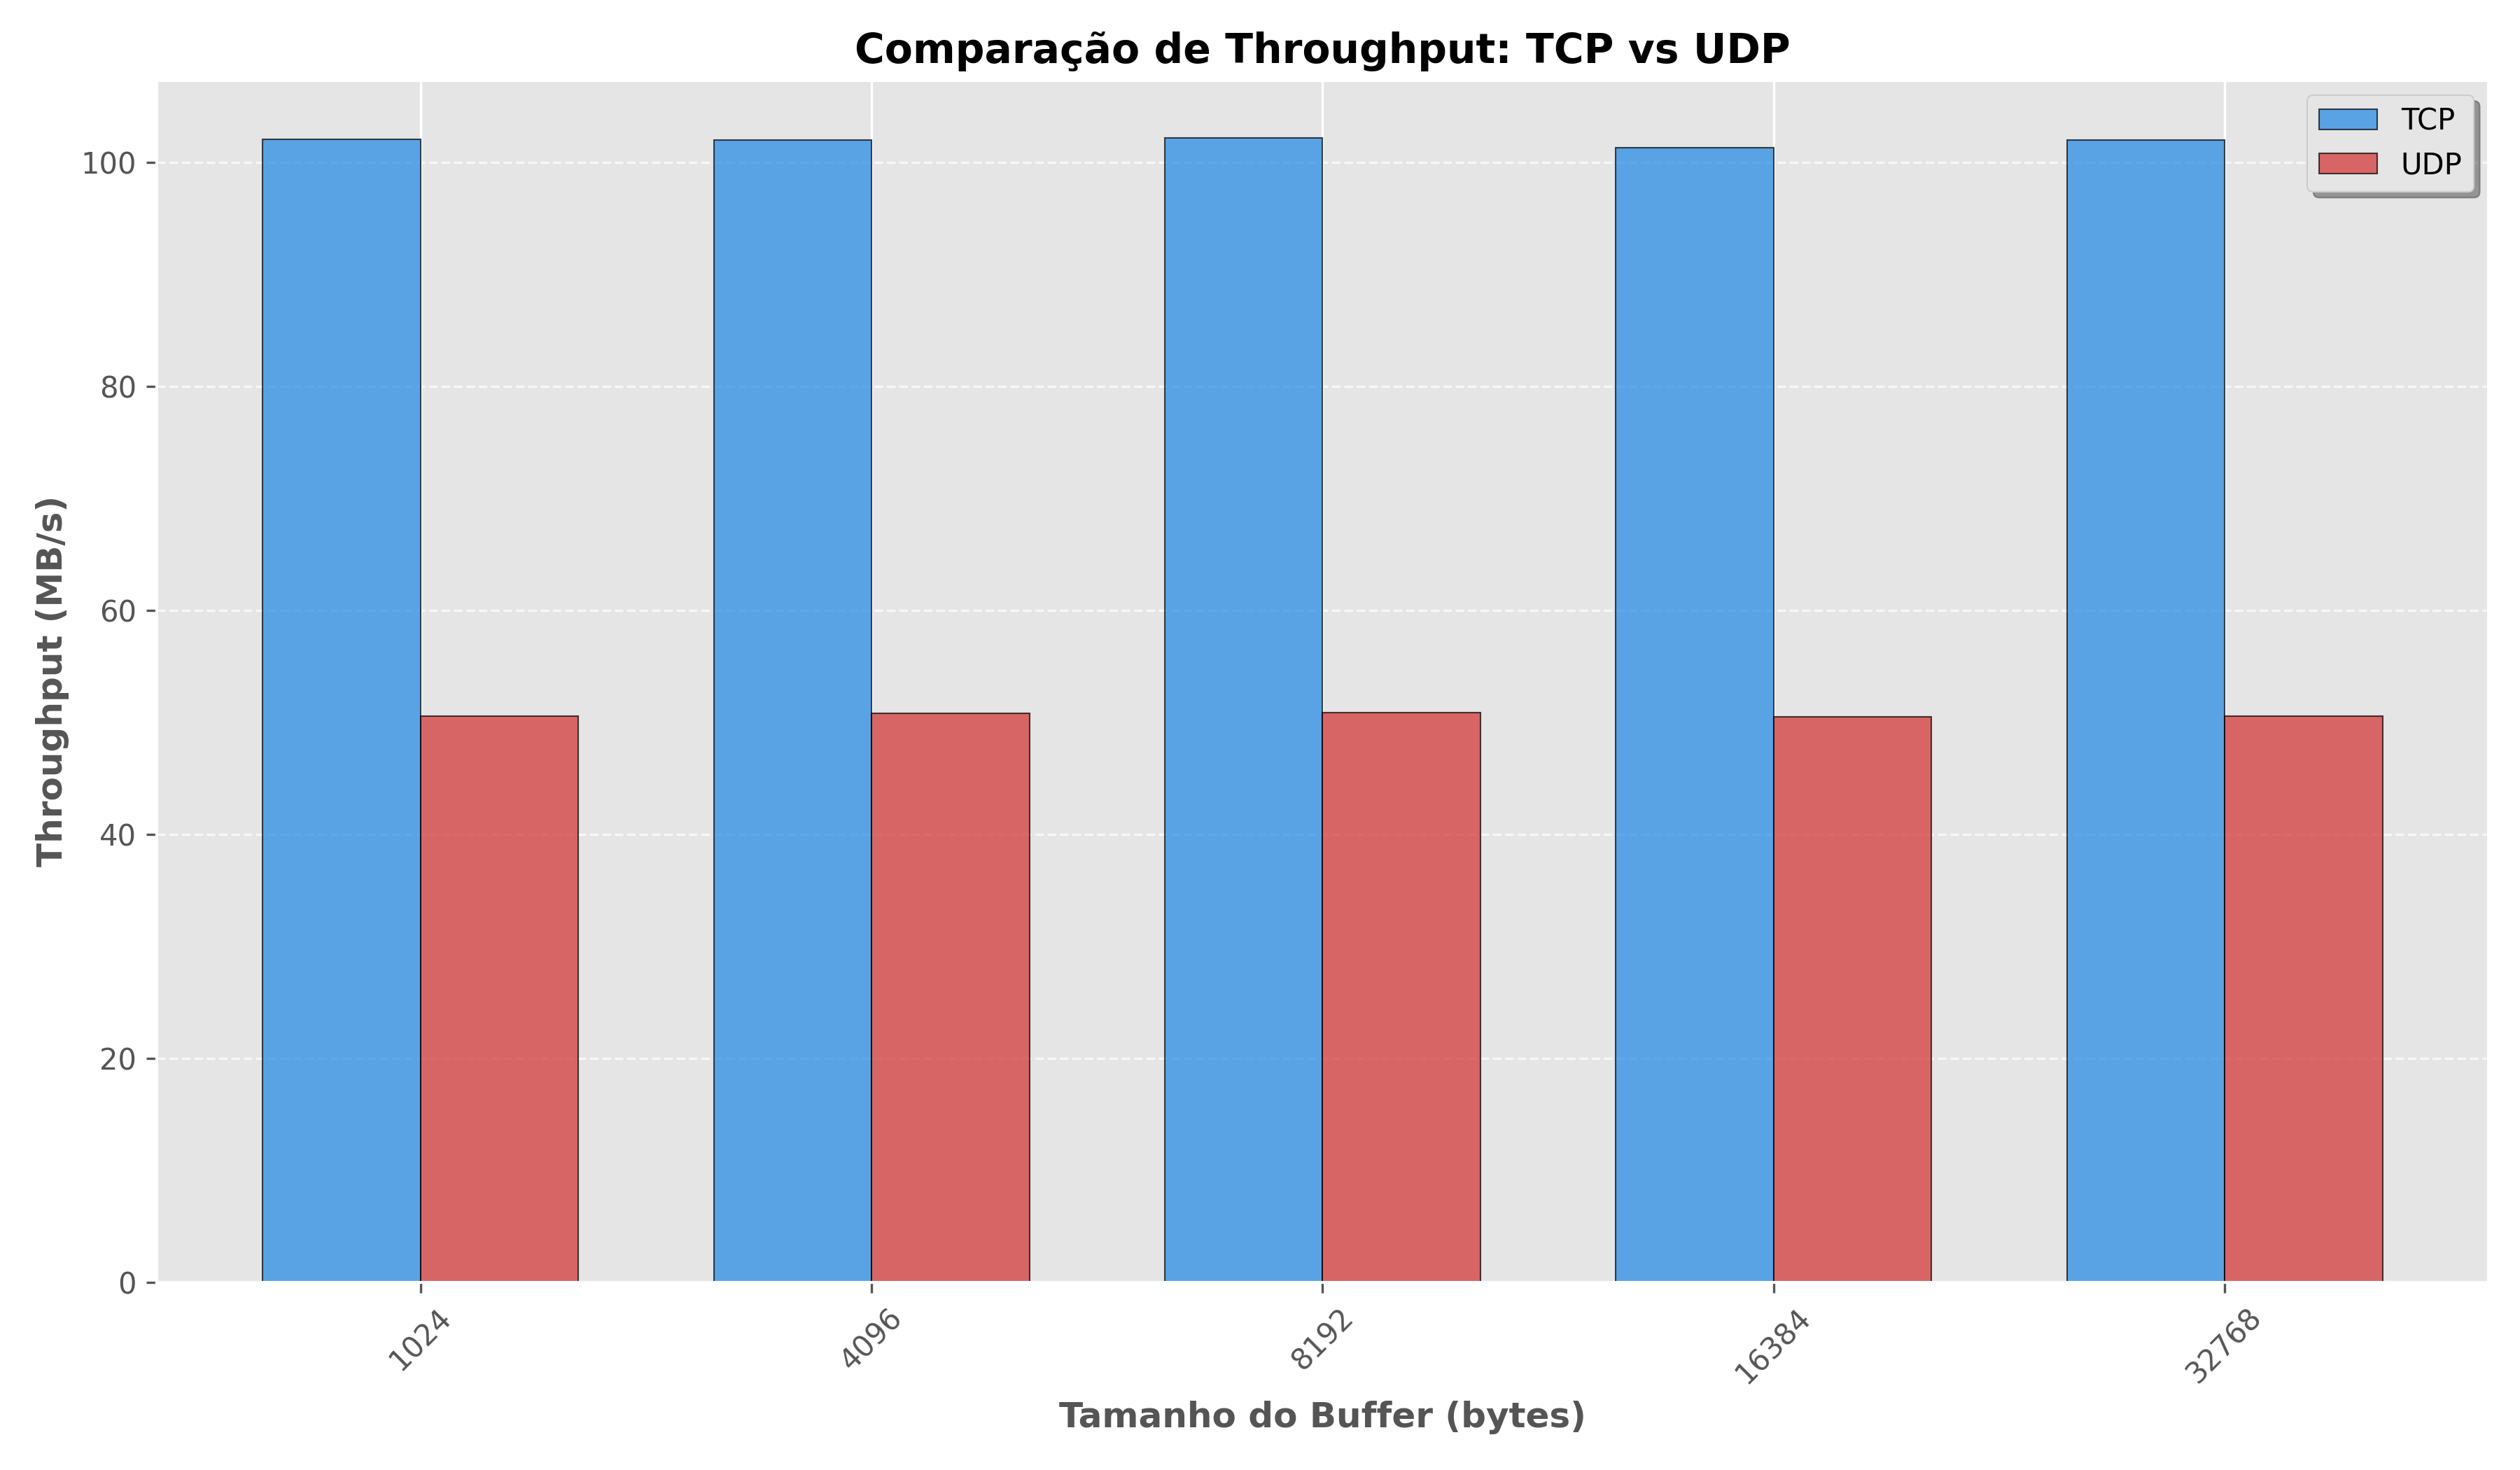 Comparação de Throughput: TCP vs UDP
TCP
UDP
Throughput (MB/s)
100
80
60
40
20
0
1024
4096
8192
16384
32768
Tamanho do Buffer (bytes)